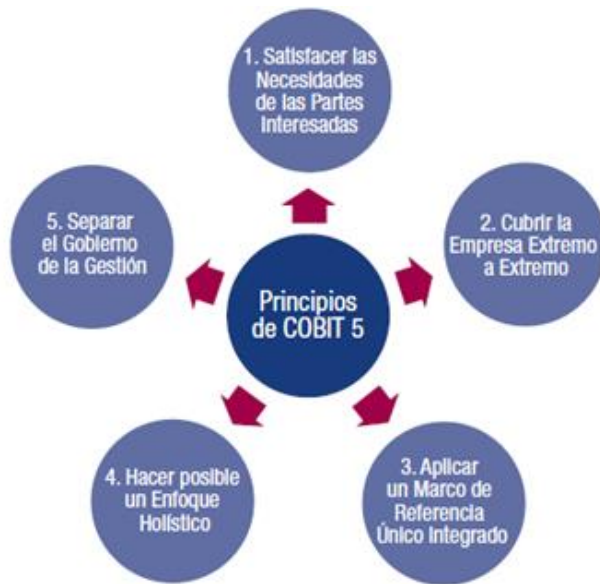 1. Satisfacer las
Necesidades
de las Partes
Interesadas
5. Separar
el Gobierno
de la Gestión
2. Cubrir la
Empresa Extremo
a Extremo
Principios
de COBIT 5
4. Hacer posible
un Enfoque
Holístico
3. Aplicar
un Marco de
Referencia
Único Integrado